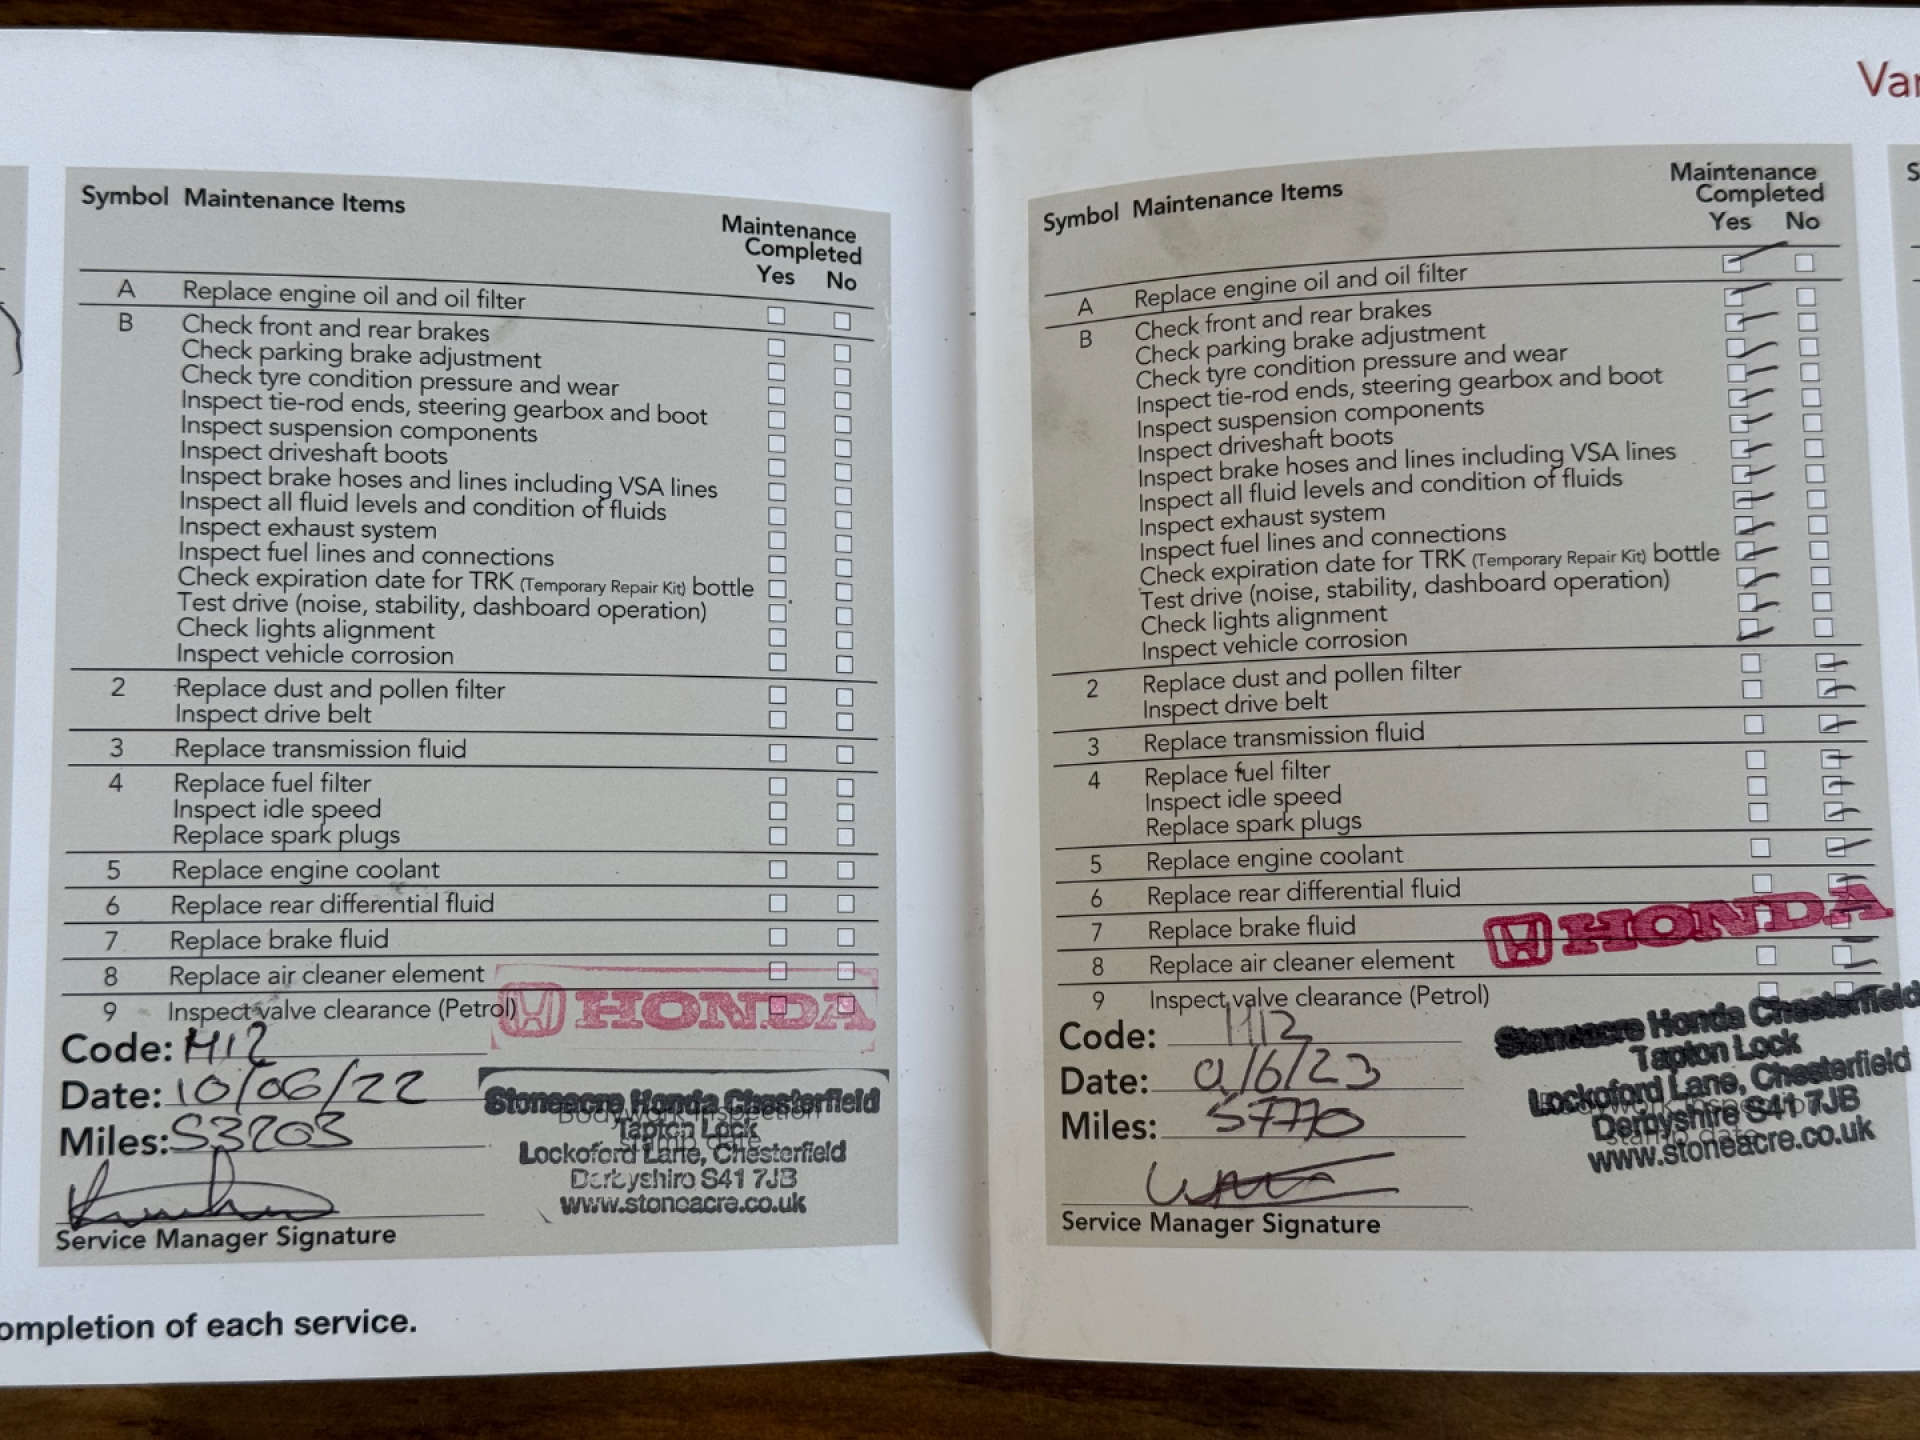 Symbol Maintenance Items
Maintenance
Completed
Yes No
A Replace engine oil and oil filter
B Check front and rear brakes
Check parking brake adjustment
Check tyre condition pressure and wear
Inspect tie-rod ends, steering gearbox and boot
Inspect suspension components
Inspect driveshaft boots
Inspect brake hoses and lines including VSA lines
Inspect all fluid levels and condition of fluids
Inspect exhaust system
Inspect fuel lines and connections
Check expiration date for TRK (Temporary Repair Kit) bottle
Test drive (noise, stability, dashboard operation)
Check lights alignment
Inspect vehicle corrosion
2 Replace dust and pollen filter
Inspect drive belt
3 Replace transmission fluid
4 Replace fuel filter
Inspect idle speed
Replace spark plugs
5 Replace engine coolant
6 Replace rear differential fluid
7 Replace brake fluid
8 Replace air cleaner element
9 Inspect valve clearance (Petrol)
HONDA
Code:
Date: 10/06/22
Miles: 53203
Stoneacre Honda Chesterfield
Bodywork Inspection
Tapton Lock
stamp date
Lockoford Lane, Chesterfield
Derbyshire S41 7JB
www.stoneacre.co.uk
Service Manager Signature
ompletion of each service.
Var
Symbol Maintenance Items
Maintenance
Completed
Yes No
A Replace engine oil and oil filter
B Check front and rear brakes
Check parking brake adjustment
Check tyre condition pressure and wear
Inspect tie-rod ends, steering gearbox and boot
Inspect suspension components
Inspect driveshaft boots
Inspect brake hoses and lines including VSA lines
Inspect all fluid levels and condition of fluids
Inspect exhaust system
Inspect fuel lines and connections
Check expiration date for TRK (Temporary Repair Kit) bottle
Test drive (noise, stability, dashboard operation)
Check lights alignment
Inspect vehicle corrosion
2 Replace dust and pollen filter
Inspect drive belt
3 Replace transmission fluid
4 Replace fuel filter
Inspect idle speed
Replace spark plugs
5 Replace engine coolant
6 Replace rear differential fluid
7 Replace brake fluid
8 Replace air cleaner element
9 Inspect valve clearance (Petrol)
HONDA
Code:
Date:
Miles: 57770
Stoneacre Honda Chesterfield
Tapton Lock
Lockoford Lane, Chesterfield
Derbyshire S41 7JB
stamp date
www.stoneacre.co.uk
Service Manager Signature
S